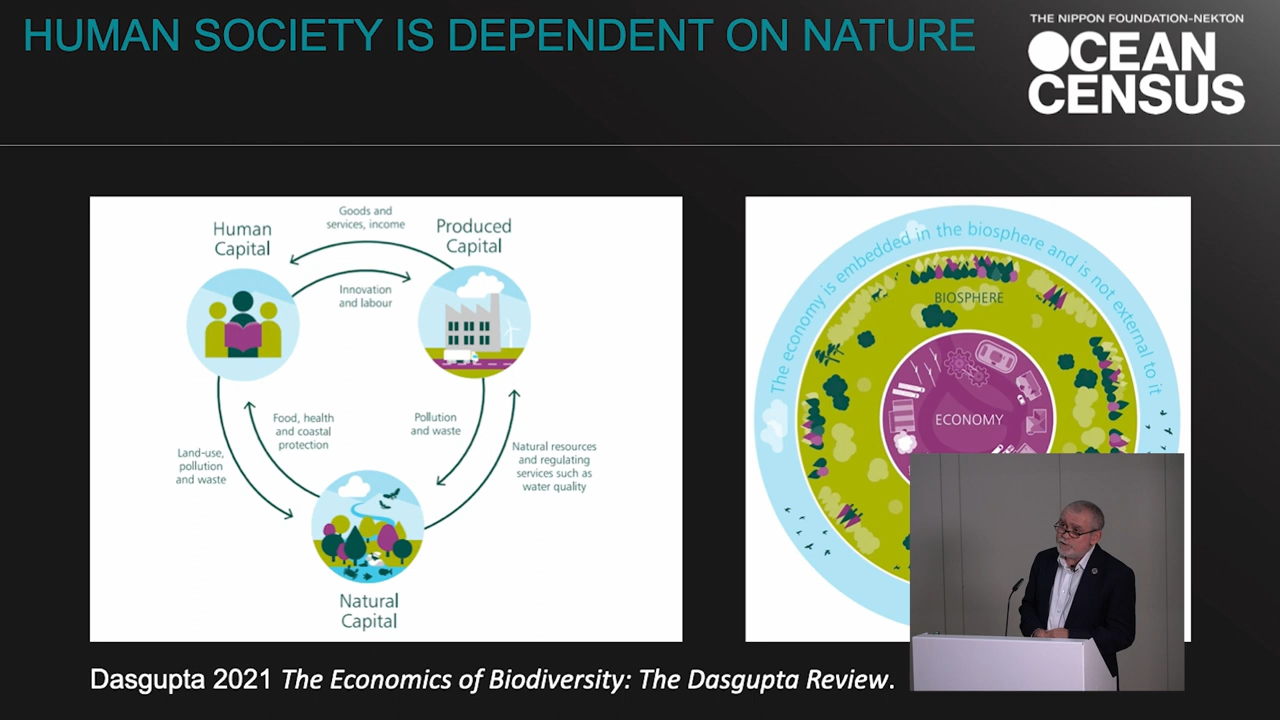 HUMAN SOCIETY IS DEPENDENT ON NATURE
THE NIPPON FOUNDATION-NEKTON
OCEAN
CENSUS
Human
Capital
Goods and
services, income
Produced
Capital
Innovation
and labour
Food, health
and coastal
protection
Pollution
and waste
Land-use,
pollution
and waste
Natural resources
and regulating
services such as
water quality
Natural
Capital
The economy is embedded in the biosphere and is not external to it
BIOSPHERE
ECONOMY
Dasgupta 2021 The Economics of Biodiversity: The Dasgupta Review.